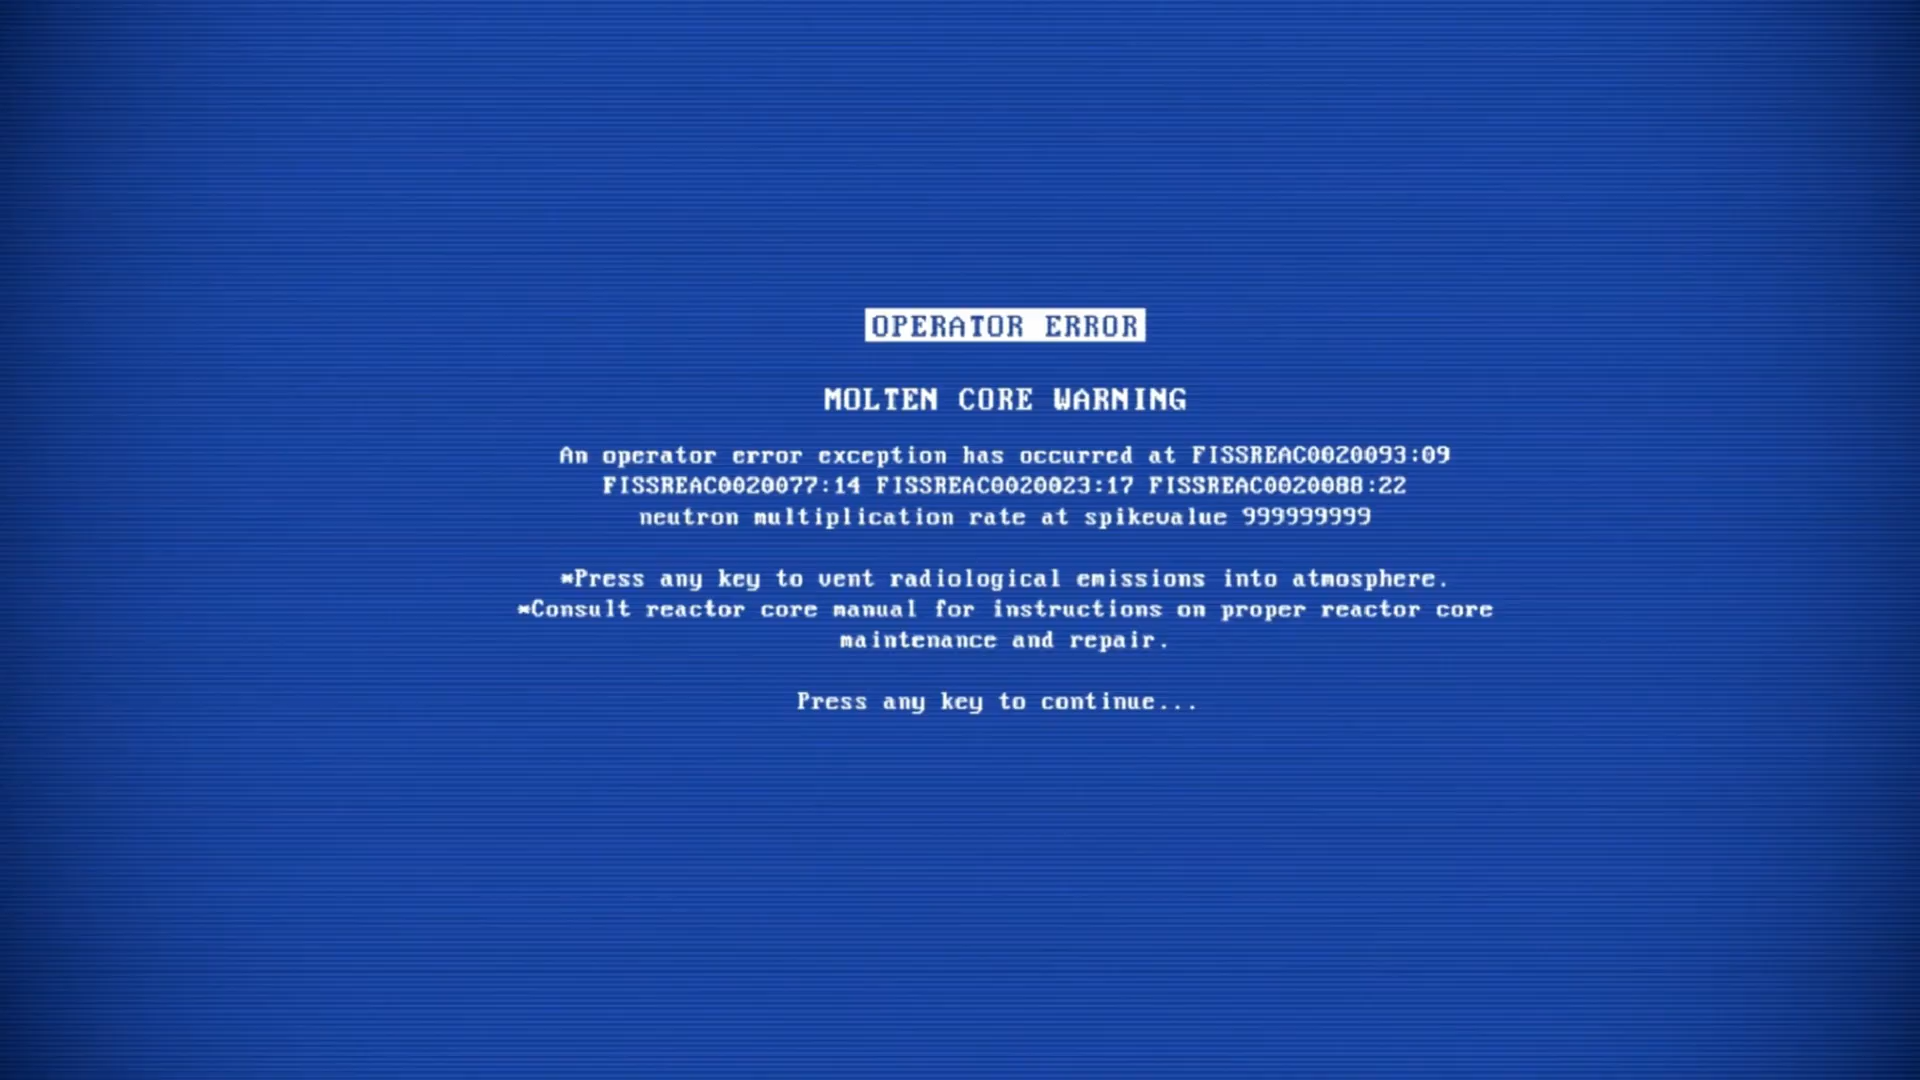 OPERATOR ERROR
MOLTEN CORE WARNING
An operator error exception has occurred at FISSREAC0020093:09
FISSREAC0020077:14 FISSREAC0020023:17 FISSREAC0020088:22
neutron multiplication rate at spikevalue 999999999
*Press any key to vent radiological emissions into atmosphere.
*Consult reactor core manual for instructions on proper reactor core
maintenance and repair.
Press any key to continue...